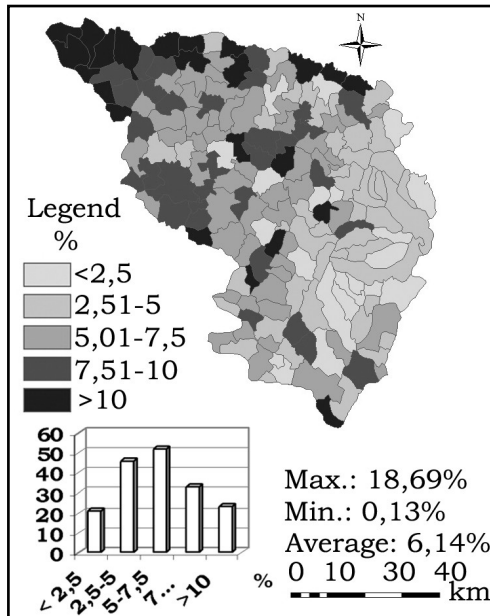 N
Legend
%
<2,5
2,51-5
5,01-7,5
7,51-10
>10
60
50
40
30
20
10
0
< 2,5
2,5-5
5-7,5
7...
>10
%
Max.: 18,69%
Min.: 0,13%
Average: 6,14%
0 10 20 40
km